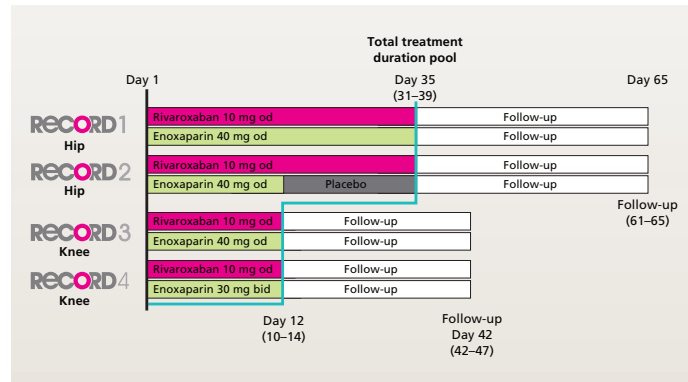 Total treatment
duration pool
Day 1
Day 35
(31–39)
Day 65
RECORD1
Hip
Rivaroxaban 10 mg od
Follow-up
Enoxaparin 40 mg od
Follow-up
RECORD2
Hip
Rivaroxaban 10 mg od
Follow-up
Enoxaparin 40 mg od
Placebo
Follow-up
Follow-up
(61–65)
RECORD3
Knee
Rivaroxaban 10 mg od
Follow-up
Enoxaparin 40 mg od
Follow-up
RECORD4
Knee
Rivaroxaban 10 mg od
Follow-up
Enoxaparin 30 mg bid
Follow-up
Day 12
(10–14)
Follow-up
Day 42
(42–47)